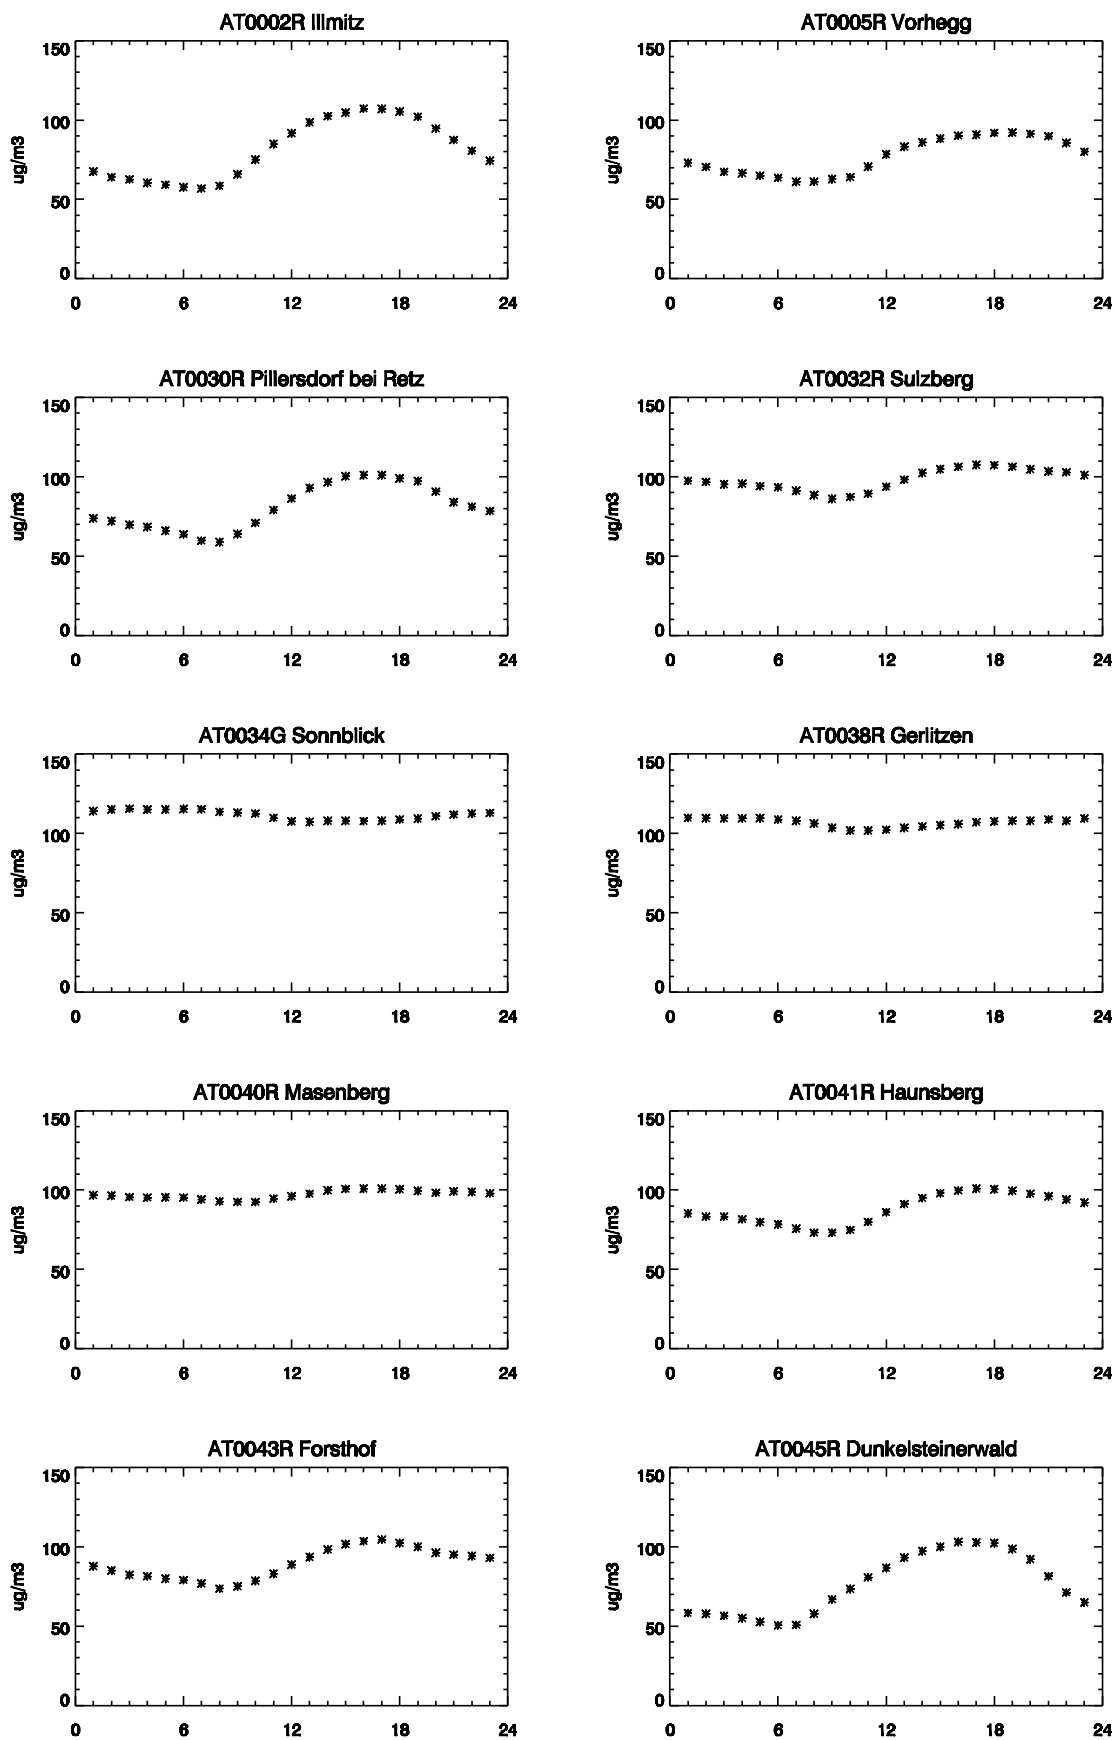 AT0002R Illmitz
150
100
50
0
ug/m3
0 6 12 18 24
AT0005R Vorhegg
150
100
50
0
ug/m3
0 6 12 18 24
AT0030R Pillersdorf bei Retz
150
100
50
0
ug/m3
0 6 12 18 24
AT0032R Sulzberg
150
100
50
0
ug/m3
0 6 12 18 24
AT0034G Sonnblick
150
100
50
0
ug/m3
0 6 12 18 24
AT0038R Gerlitzen
150
100
50
0
ug/m3
0 6 12 18 24
AT0040R Masenberg
150
100
50
0
ug/m3
0 6 12 18 24
AT0041R Haunsberg
150
100
50
0
ug/m3
0 6 12 18 24
AT0043R Forsthof
150
100
50
0
ug/m3
0 6 12 18 24
AT0045R Dunkelsteinerwald
150
100
50
0
ug/m3
0 6 12 18 24